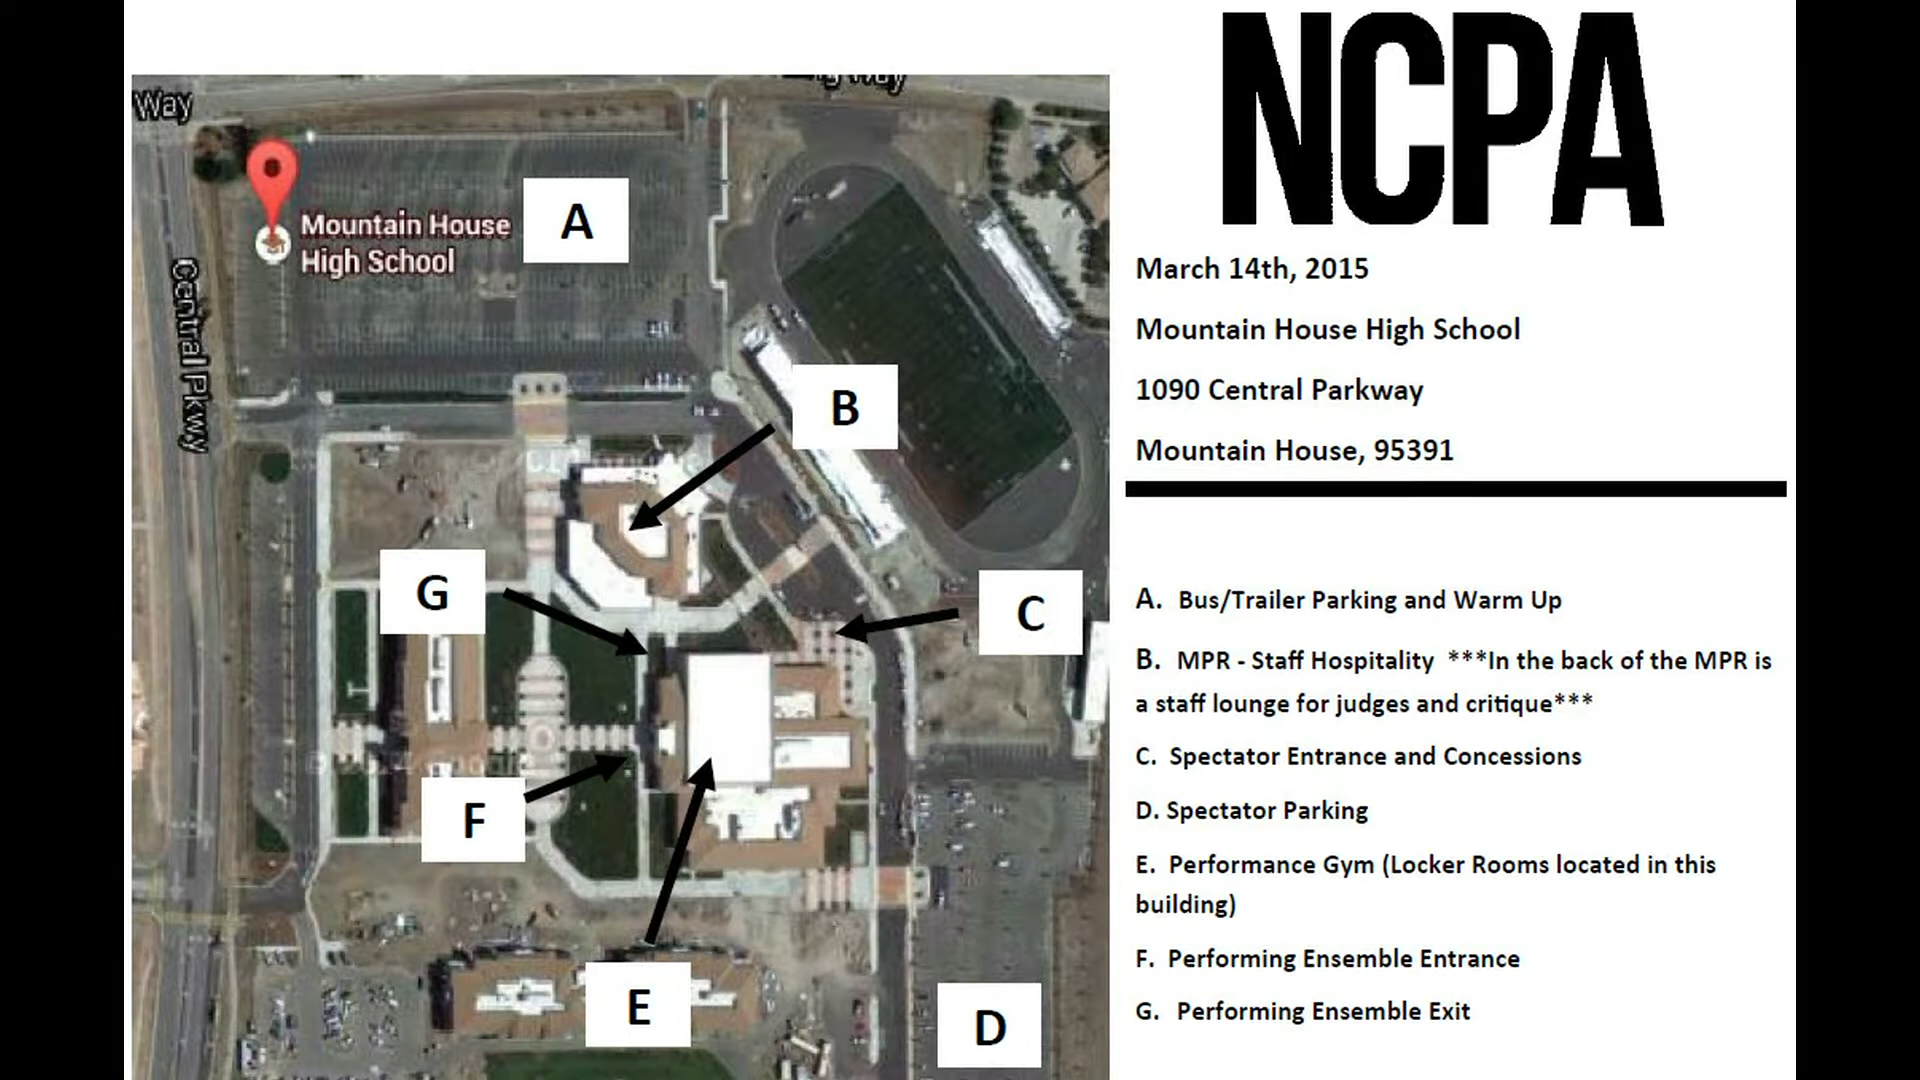 NCPA
Way
Mountain House
High School
Central Pkwy
A
B
G
C
F
E
D
March 14th, 2015
Mountain House High School
1090 Central Parkway
Mountain House, 95391
A. Bus/Trailer Parking and Warm Up
B. MPR - Staff Hospitality ***In the back of the MPR is
a staff lounge for judges and critique***
C. Spectator Entrance and Concessions
D. Spectator Parking
E. Performance Gym (Locker Rooms located in this
building)
F. Performing Ensemble Entrance
G. Performing Ensemble Exit